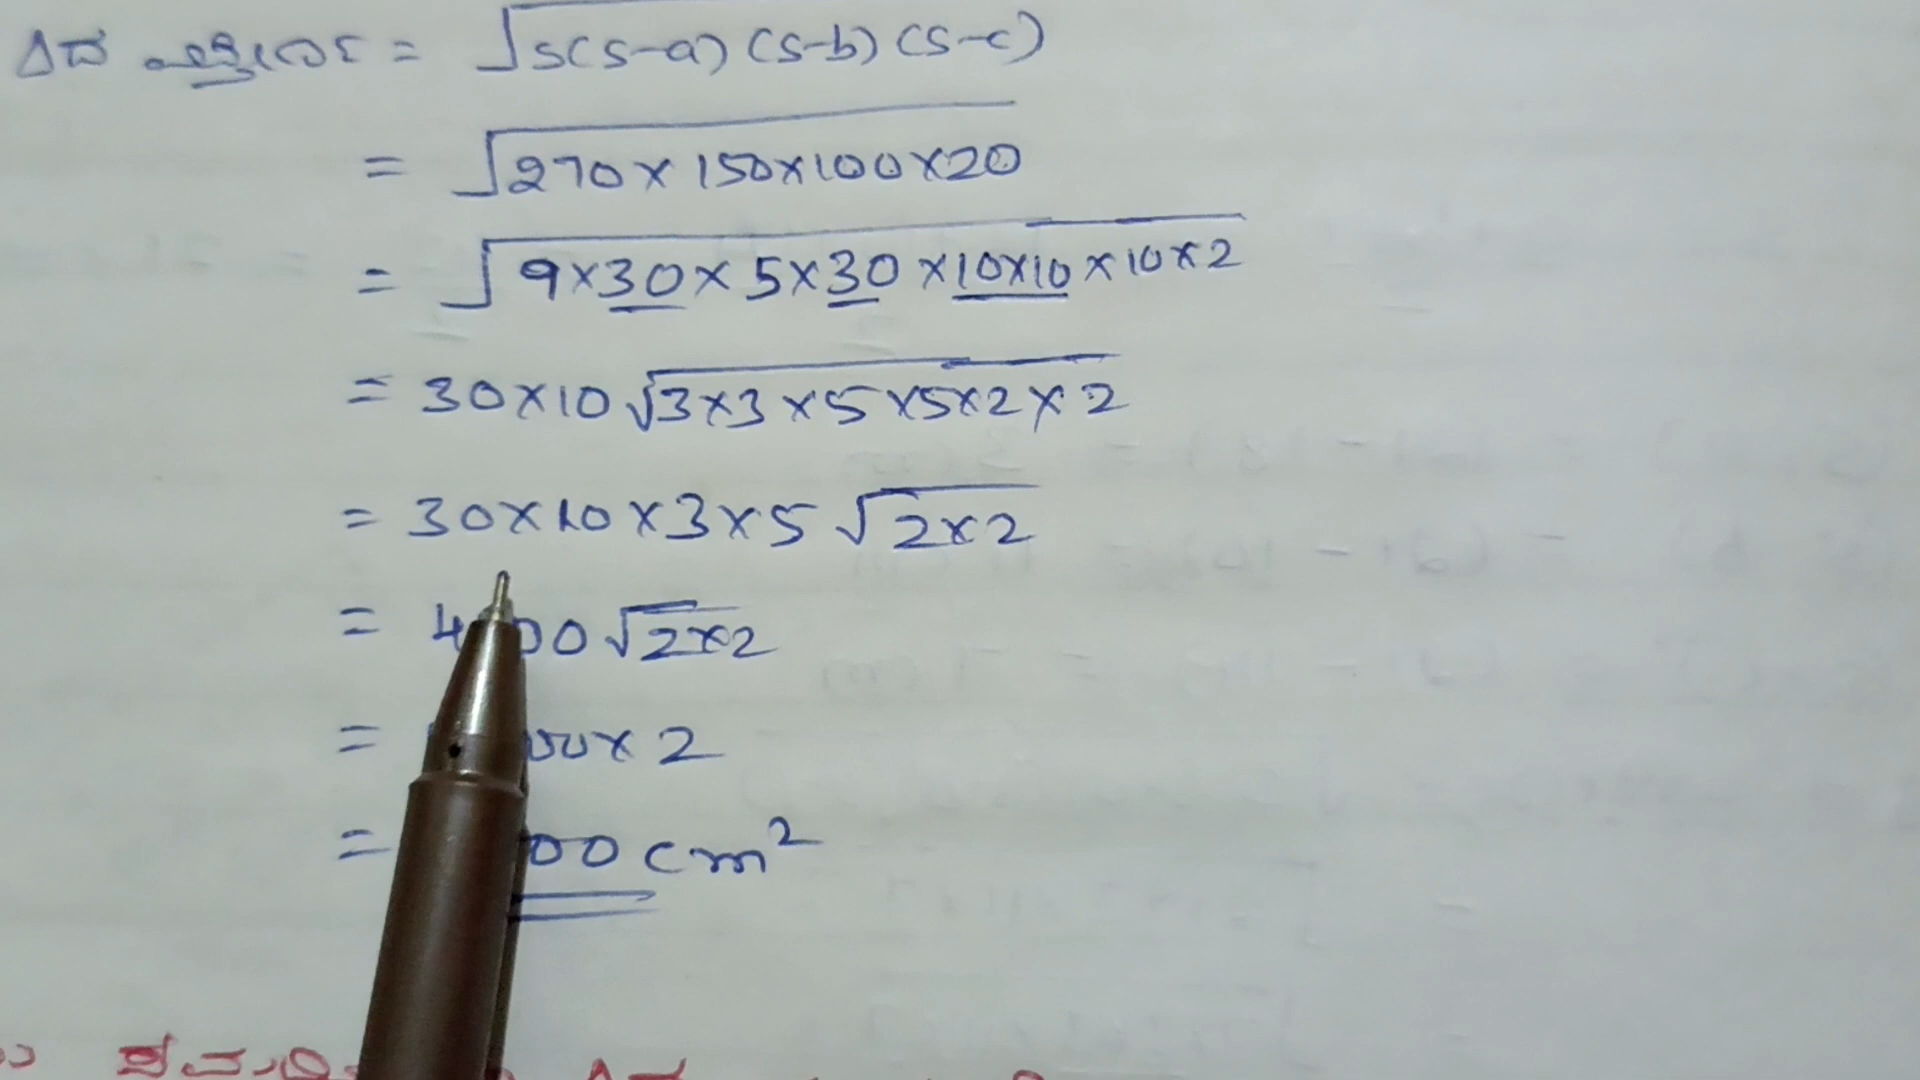 Δದ ವಿಸ್ತೀರ್ಣ = √s(s-a) (s-b) (s-c)
= √270 x 150 x 100 x 20
= √9 x 30 x 5 x 30 x 10 x 10 x 10 x 2
= 30 x 10 √3 x 3 x 5 x 5 x 2 x 2
= 30 x 10 x 3 x 5 √2 x 2
= 4 00 √2 x 2
= 00 x 2
= 00 cm²